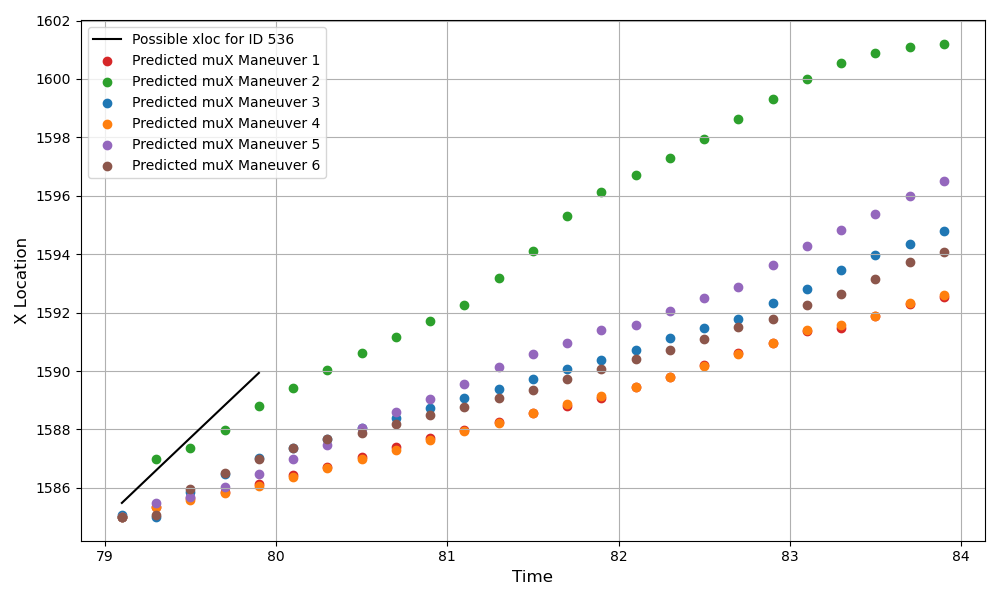 1602
1600
1598
1596
1594
1592
1590
1588
1586
X Location
Possible xloc for ID 536
Predicted muX Maneuver 1
Predicted muX Maneuver 2
Predicted muX Maneuver 3
Predicted muX Maneuver 4
Predicted muX Maneuver 5
Predicted muX Maneuver 6
79 80 81 82 83 84
Time